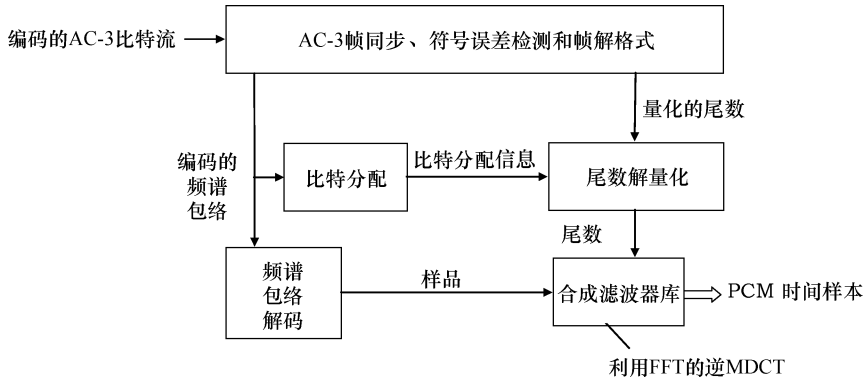 编码的AC-3比特流
AC-3帧同步、符号误差检测和帧解格式
量化的尾数
编码的
频谱
包络
比特分配
比特分配信息
尾数解量化
尾数
频谱
包络
解码
样品
合成滤波器库
PCM 时间样本
利用FFT的逆MDCT